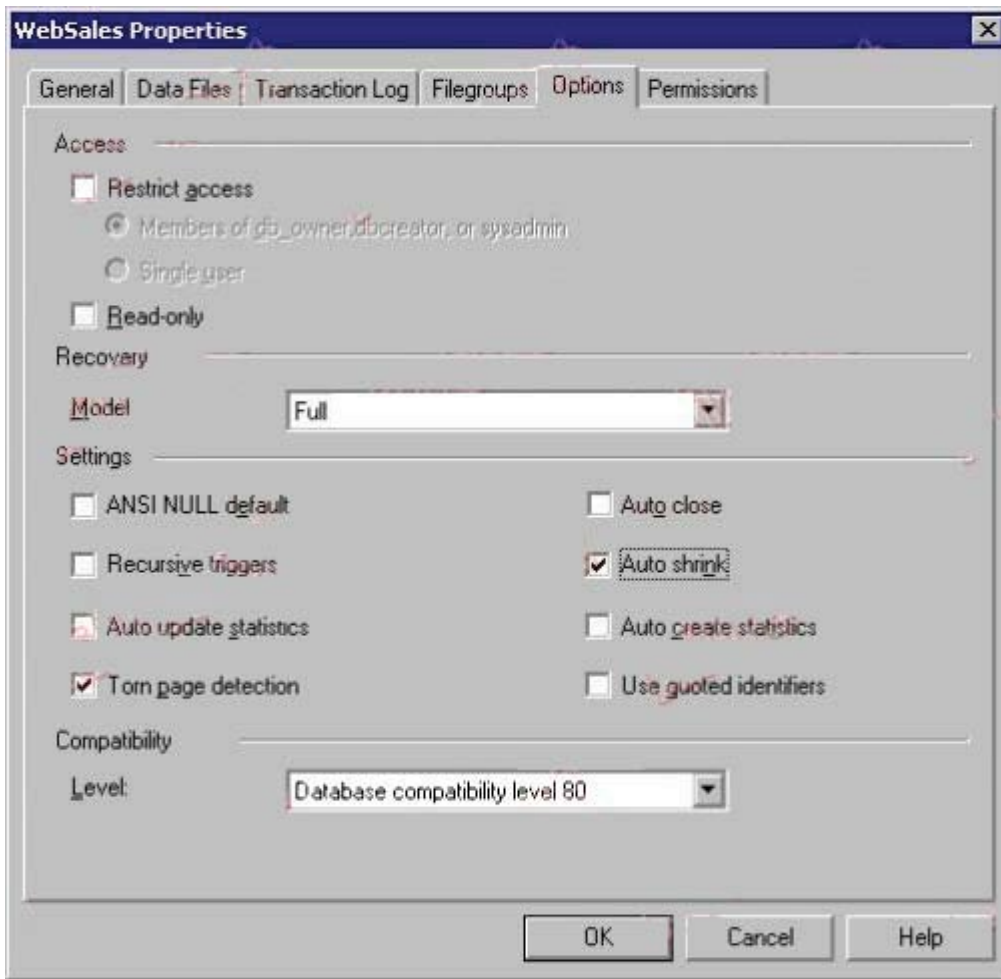 WebSales Properties
General Data Files Transaction Log Filegroups Options Permissions
Access
Restrict access
Members of db_owner,dbcreator, or sysadmin
Single user
Read-only
Recovery
Model Full
Settings
ANSI NULL default Auto close
Recursive triggers Auto shrink
Auto update statistics Auto create statistics
Torn page detection Use quoted identifiers
Compatibility
Level: Database compatibility level 80
OK Cancel Help